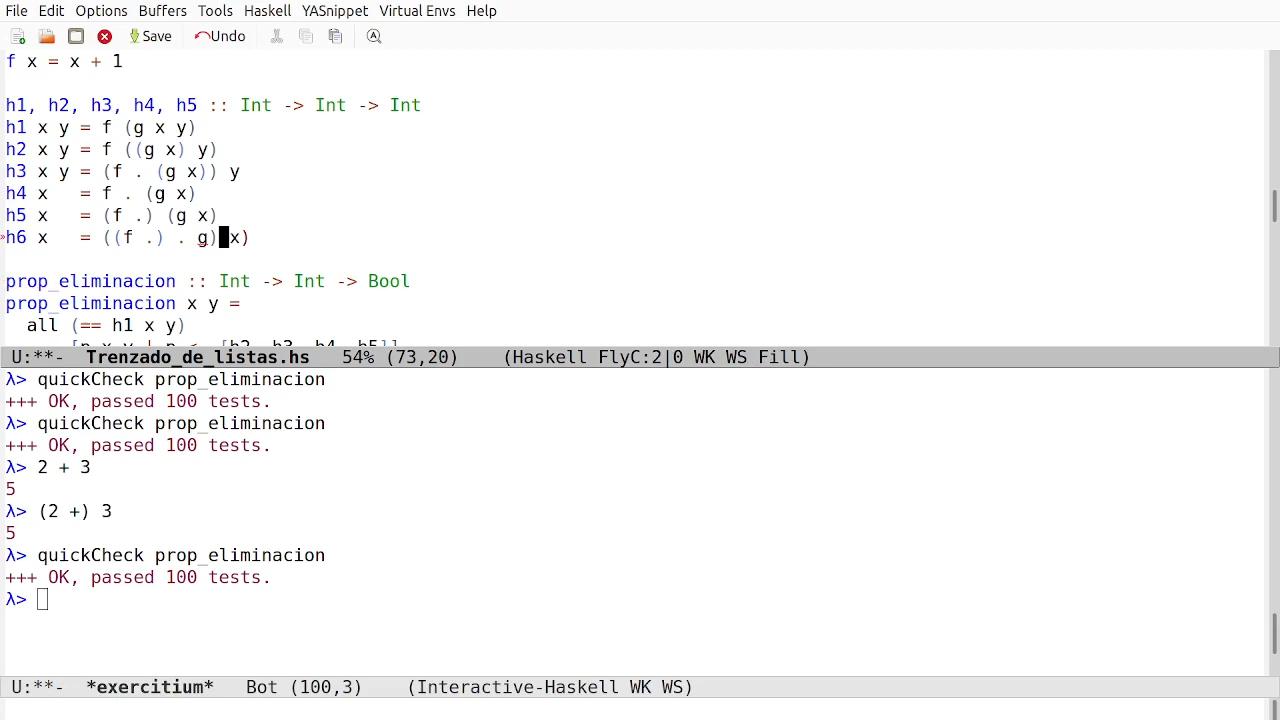 File Edit Options Buffers Tools Haskell YASnippet Virtual Envs Help
Save Undo
f x = x + 1
h1, h2, h3, h4, h5 :: Int -> Int -> Int
h1 x y = f (g x y)
h2 x y = f ((g x) y)
h3 x y = (f . (g x)) y
h4 x   = f . (g x)
h5 x   = (f .) (g x)
»h6 x   = ((f .) . g) x)
prop_eliminacion :: Int -> Int -> Bool
prop_eliminacion x y =
  all (== h1 x y)
      [p x y | p <- [h2, h3, h4, h5]]
U:**-  Trenzado_de_listas.hs   54% (73,20)    (Haskell FlyC:2|0 WK WS Fill)
λ> quickCheck prop_eliminacion
+++ OK, passed 100 tests.
λ> quickCheck prop_eliminacion
+++ OK, passed 100 tests.
λ> 2 + 3
5
λ> (2 +) 3
5
λ> quickCheck prop_eliminacion
+++ OK, passed 100 tests.
λ>
U:**-  *exercitium*   Bot (100,3)    (Interactive-Haskell WK WS)